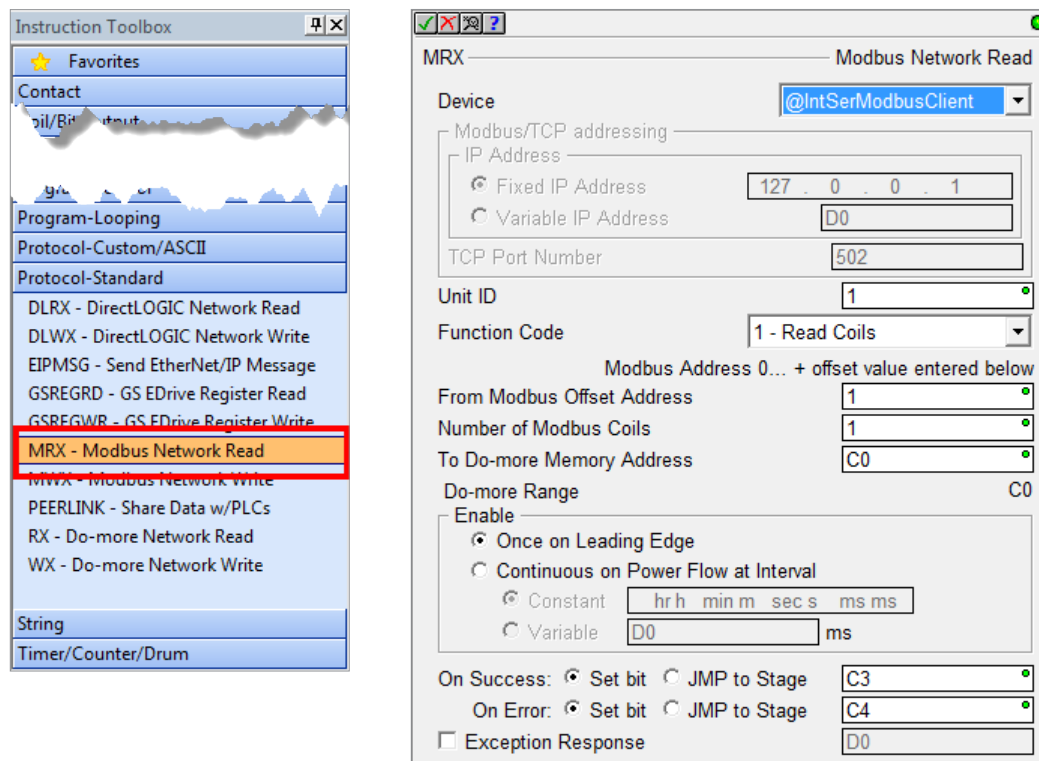 Instruction Toolbox
Favorites
Contact
Program-Looping
Protocol-Custom/ASCII
Protocol-Standard
DLRX - DirectLOGIC Network Read
DLWX - DirectLOGIC Network Write
EIPMSG - Send EtherNet/IP Message
GSREGRD - GS EDrive Register Read
GSREGWR - GS EDrive Register Write
MRX - Modbus Network Read
MWX - Modbus Network Write
PEERLINK - Share Data w/PLCs
RX - Do-more Network Read
WX - Do-more Network Write
String
Timer/Counter/Drum
MRX Modbus Network Read
Device @IntSerModbusClient
Modbus/TCP addressing
IP Address
Fixed IP Address 127 . 0 . 0 . 1
Variable IP Address D0
TCP Port Number 502
Unit ID 1
Function Code 1 - Read Coils
Modbus Address 0... + offset value entered below
From Modbus Offset Address 1
Number of Modbus Coils 1
To Do-more Memory Address C0
Do-more Range C0
Enable
Once on Leading Edge
Continuous on Power Flow at Interval
Constant hr h min m sec s ms ms
Variable D0 ms
On Success: Set bit JMP to Stage C3
On Error: Set bit JMP to Stage C4
Exception Response D0